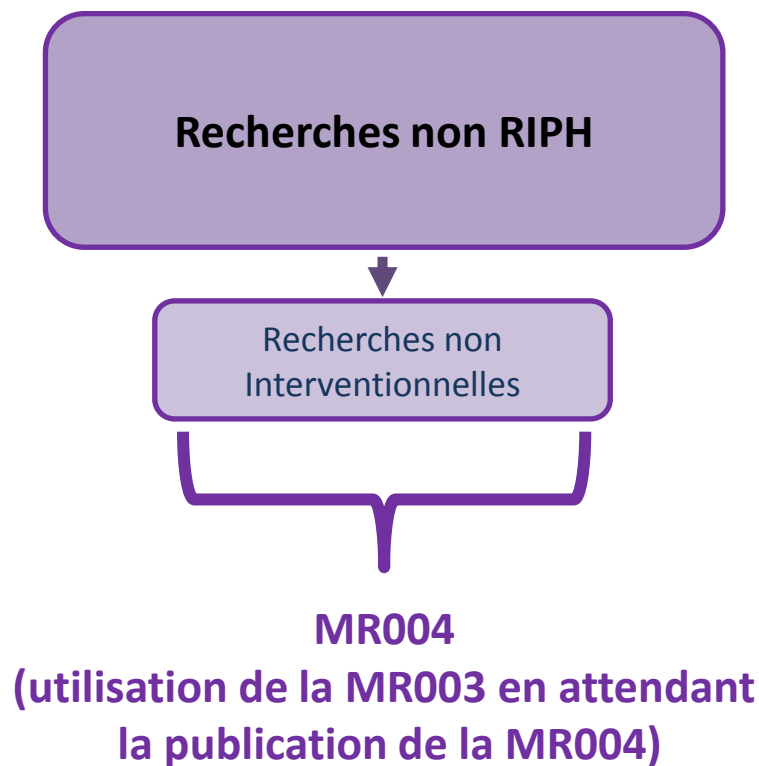 Recherches non RIPH
Recherches non
Interventionnelles
MR004
(utilisation de la MR003 en attendant
la publication de la MR004)